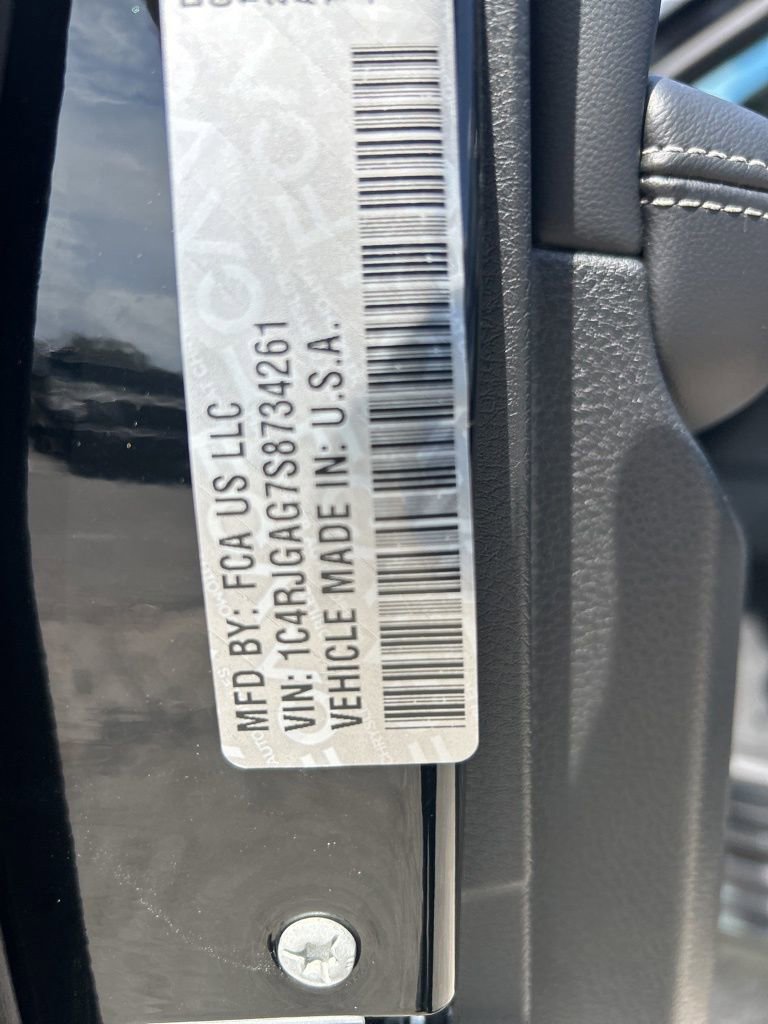 MFD BY: FCA US LLC
VIN: 1C4RJGAG7S8734261
VEHICLE MADE IN: U.S.A.